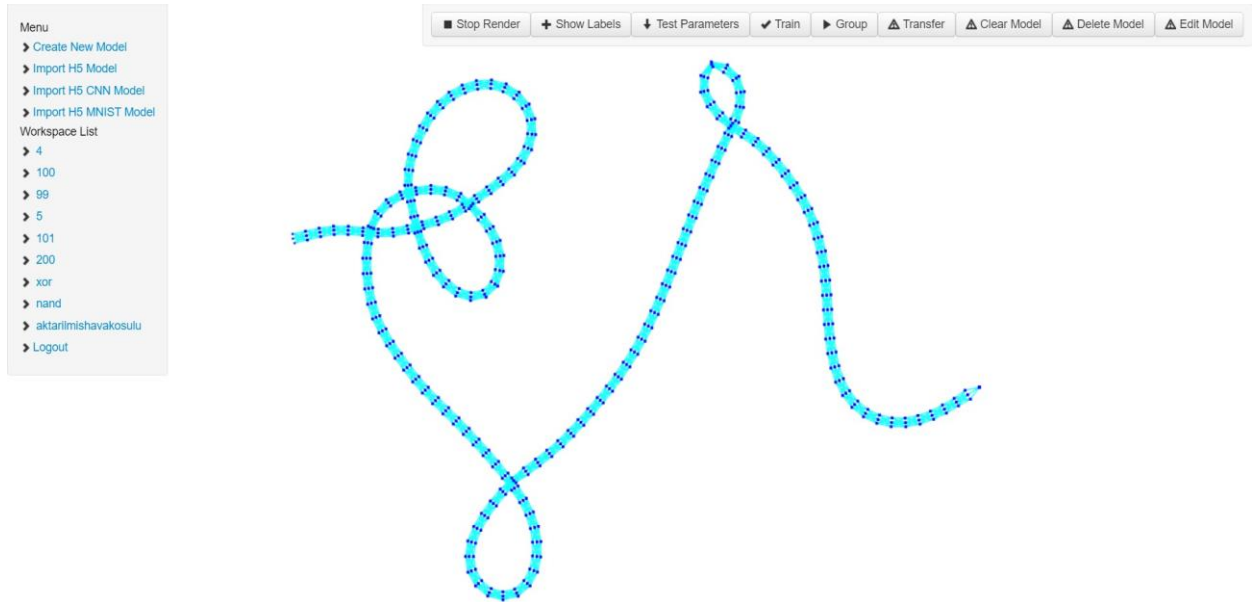 Menu
Create New Model
Import H5 Model
Import H5 CNN Model
Import H5 MNIST Model
Workspace List
4
100
99
5
101
200
xor
nand
aktarilmishavakosulu
Logout
Stop Render Show Labels Test Parameters Train Group Transfer Clear Model Delete Model Edit Model